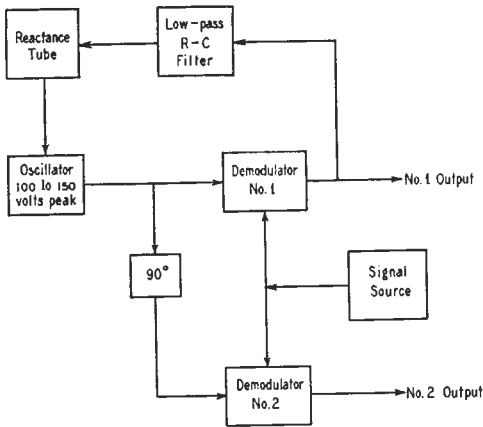 Reactance
Tube
Low-pass
R-C
Filter
Oscillator
100 to 150
volts peak
Demodulator
No. 1
No. 1 Output
90°
Signal
Source
Demodulator
No. 2
No. 2 Output